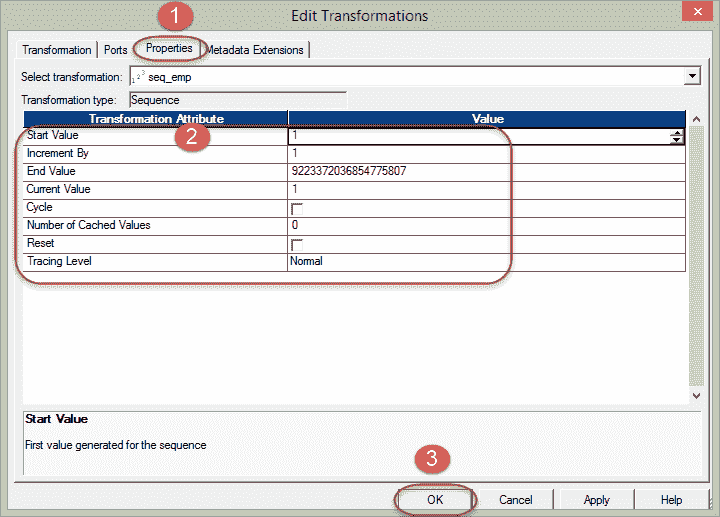 Edit Transformations
1
Transformation Ports Properties Metadata Extensions
Select transformation: 1 2 3 seq_emp
Transformation type: Sequence
Transformation Attribute Value
2
Start Value 1
Increment By 1
End Value 9223372036854775807
Current Value 1
Cycle
Number of Cached Values 0
Reset
Tracing Level Normal
Start Value
First value generated for the sequence
3
OK Cancel Apply Help